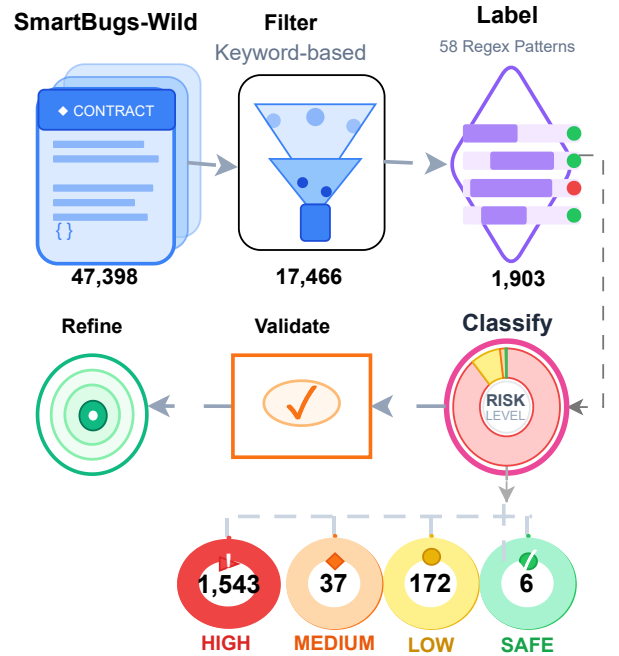 SmartBugs-Wild
Filter
Keyword-based
Label
58 Regex Patterns
◆ CONTRACT
{ }
47,398
17,466
1,903
Refine
Validate
Classify
RISK
LEVEL
!
1,543
37
172
6
HIGH
MEDIUM
LOW
SAFE